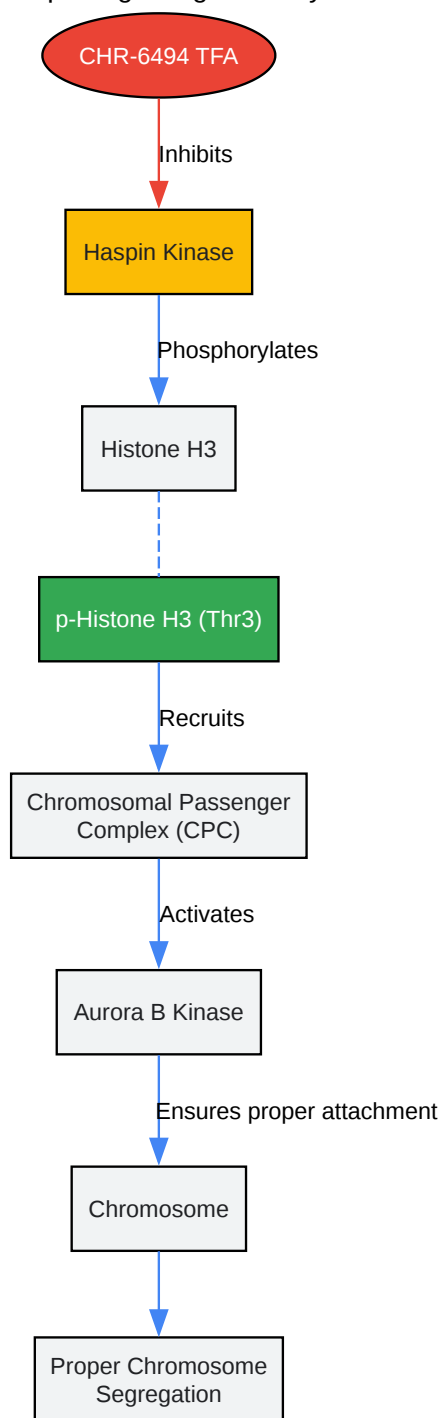 CHR-6494 TFA
Inhibits
Haspin Kinase
Phosphorylates
Histone H3
p-Histone H3 (Thr3)
Recruits
Chromosomal Passenger
Complex (CPC)
Activates
Aurora B Kinase
Ensures proper attachment
Chromosome
Proper Chromosome
Segregation